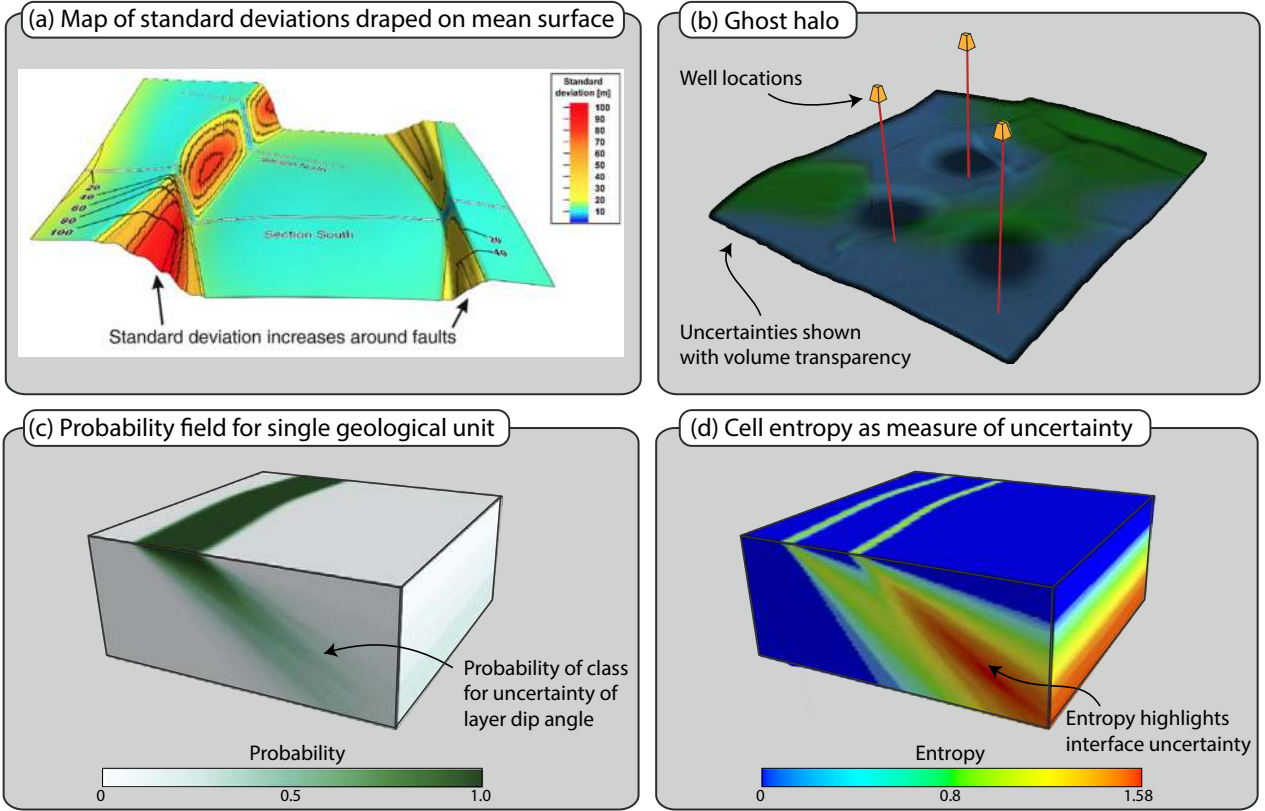 (a) Map of standard deviations draped on mean surface
Standard
deviation [m]
100
90
80
70
60
50
40
30
20
10
20
40
60
80
100
Section South
20
40
Standard deviation increases around faults
(b) Ghost halo
Well locations
Uncertainties shown
with volume transparency
(c) Probability field for single geological unit
Probability of class
for uncertainty of
layer dip angle
Probability
0
0.5
1.0
(d) Cell entropy as measure of uncertainty
Entropy highlights
interface uncertainty
Entropy
0
0.8
1.58